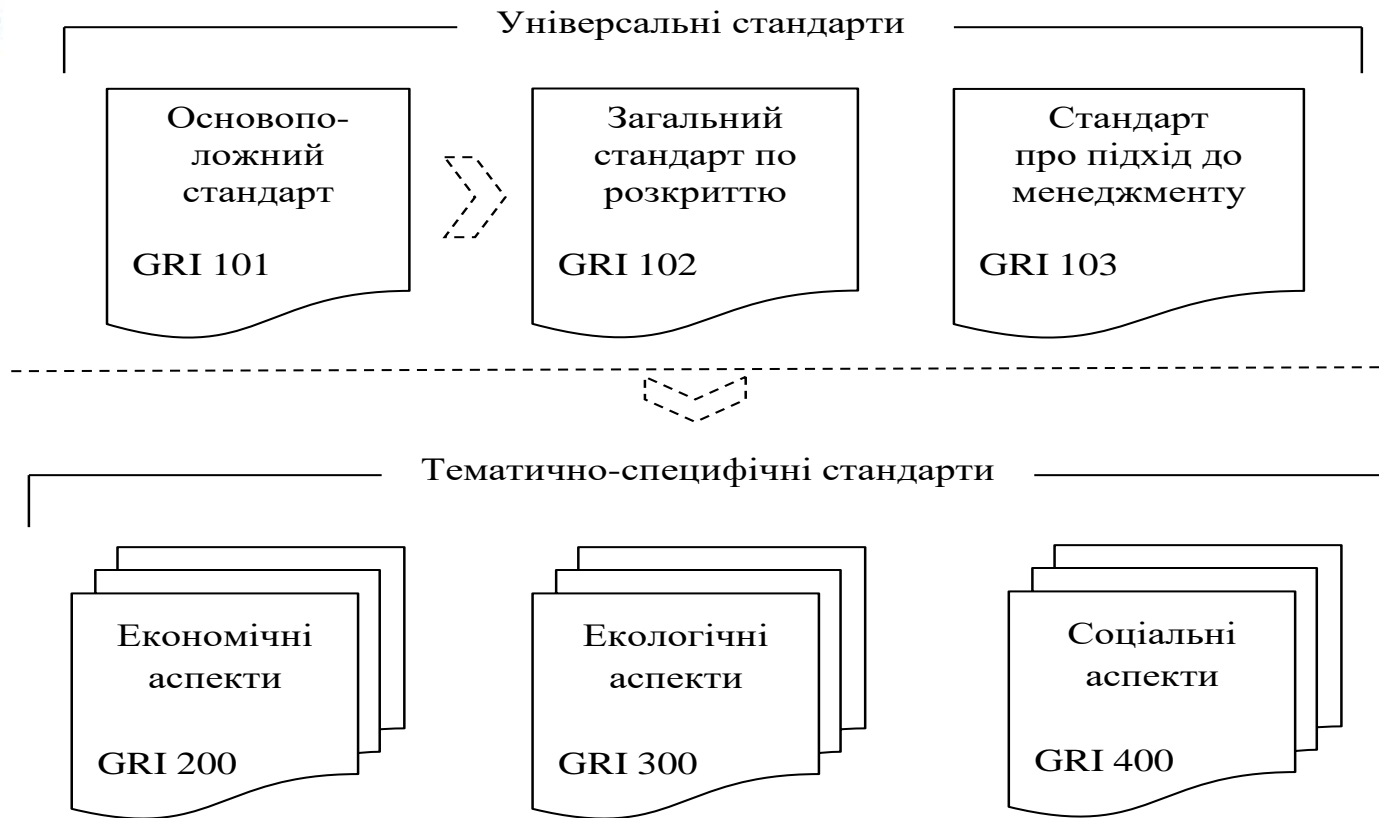 Універсальні стандарти
Основопо-
ложний
стандарт
GRI 101
Загальний
стандарт по
розкриттю
GRI 102
Стандарт
про підхід до
менеджменту
GRI 103
Тематично-специфічні стандарти
Економічні
аспекти
GRI 200
Екологічні
аспекти
GRI 300
Соціальні
аспекти
GRI 400